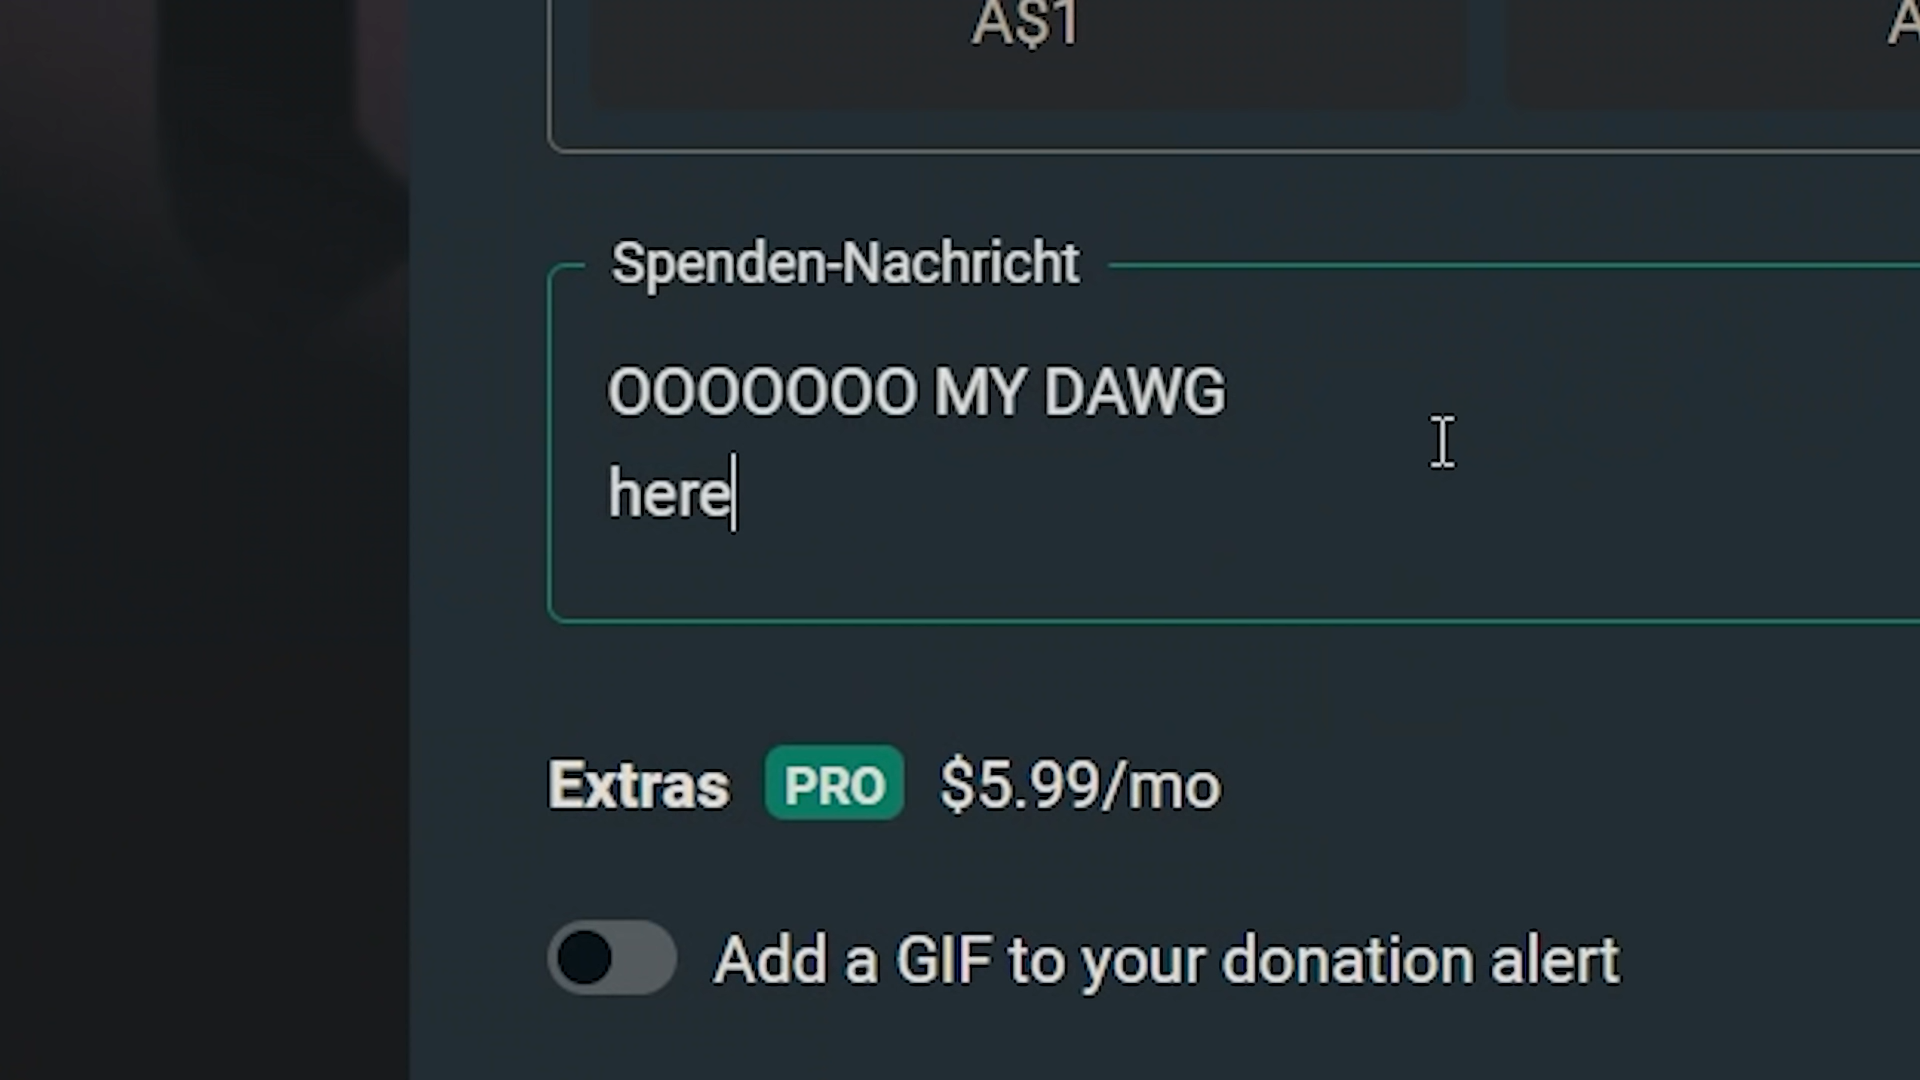 A$1
Spenden-Nachricht
OOOOOOO MY DAWG
here
Extras PRO $5.99/mo
Add a GIF to your donation alert